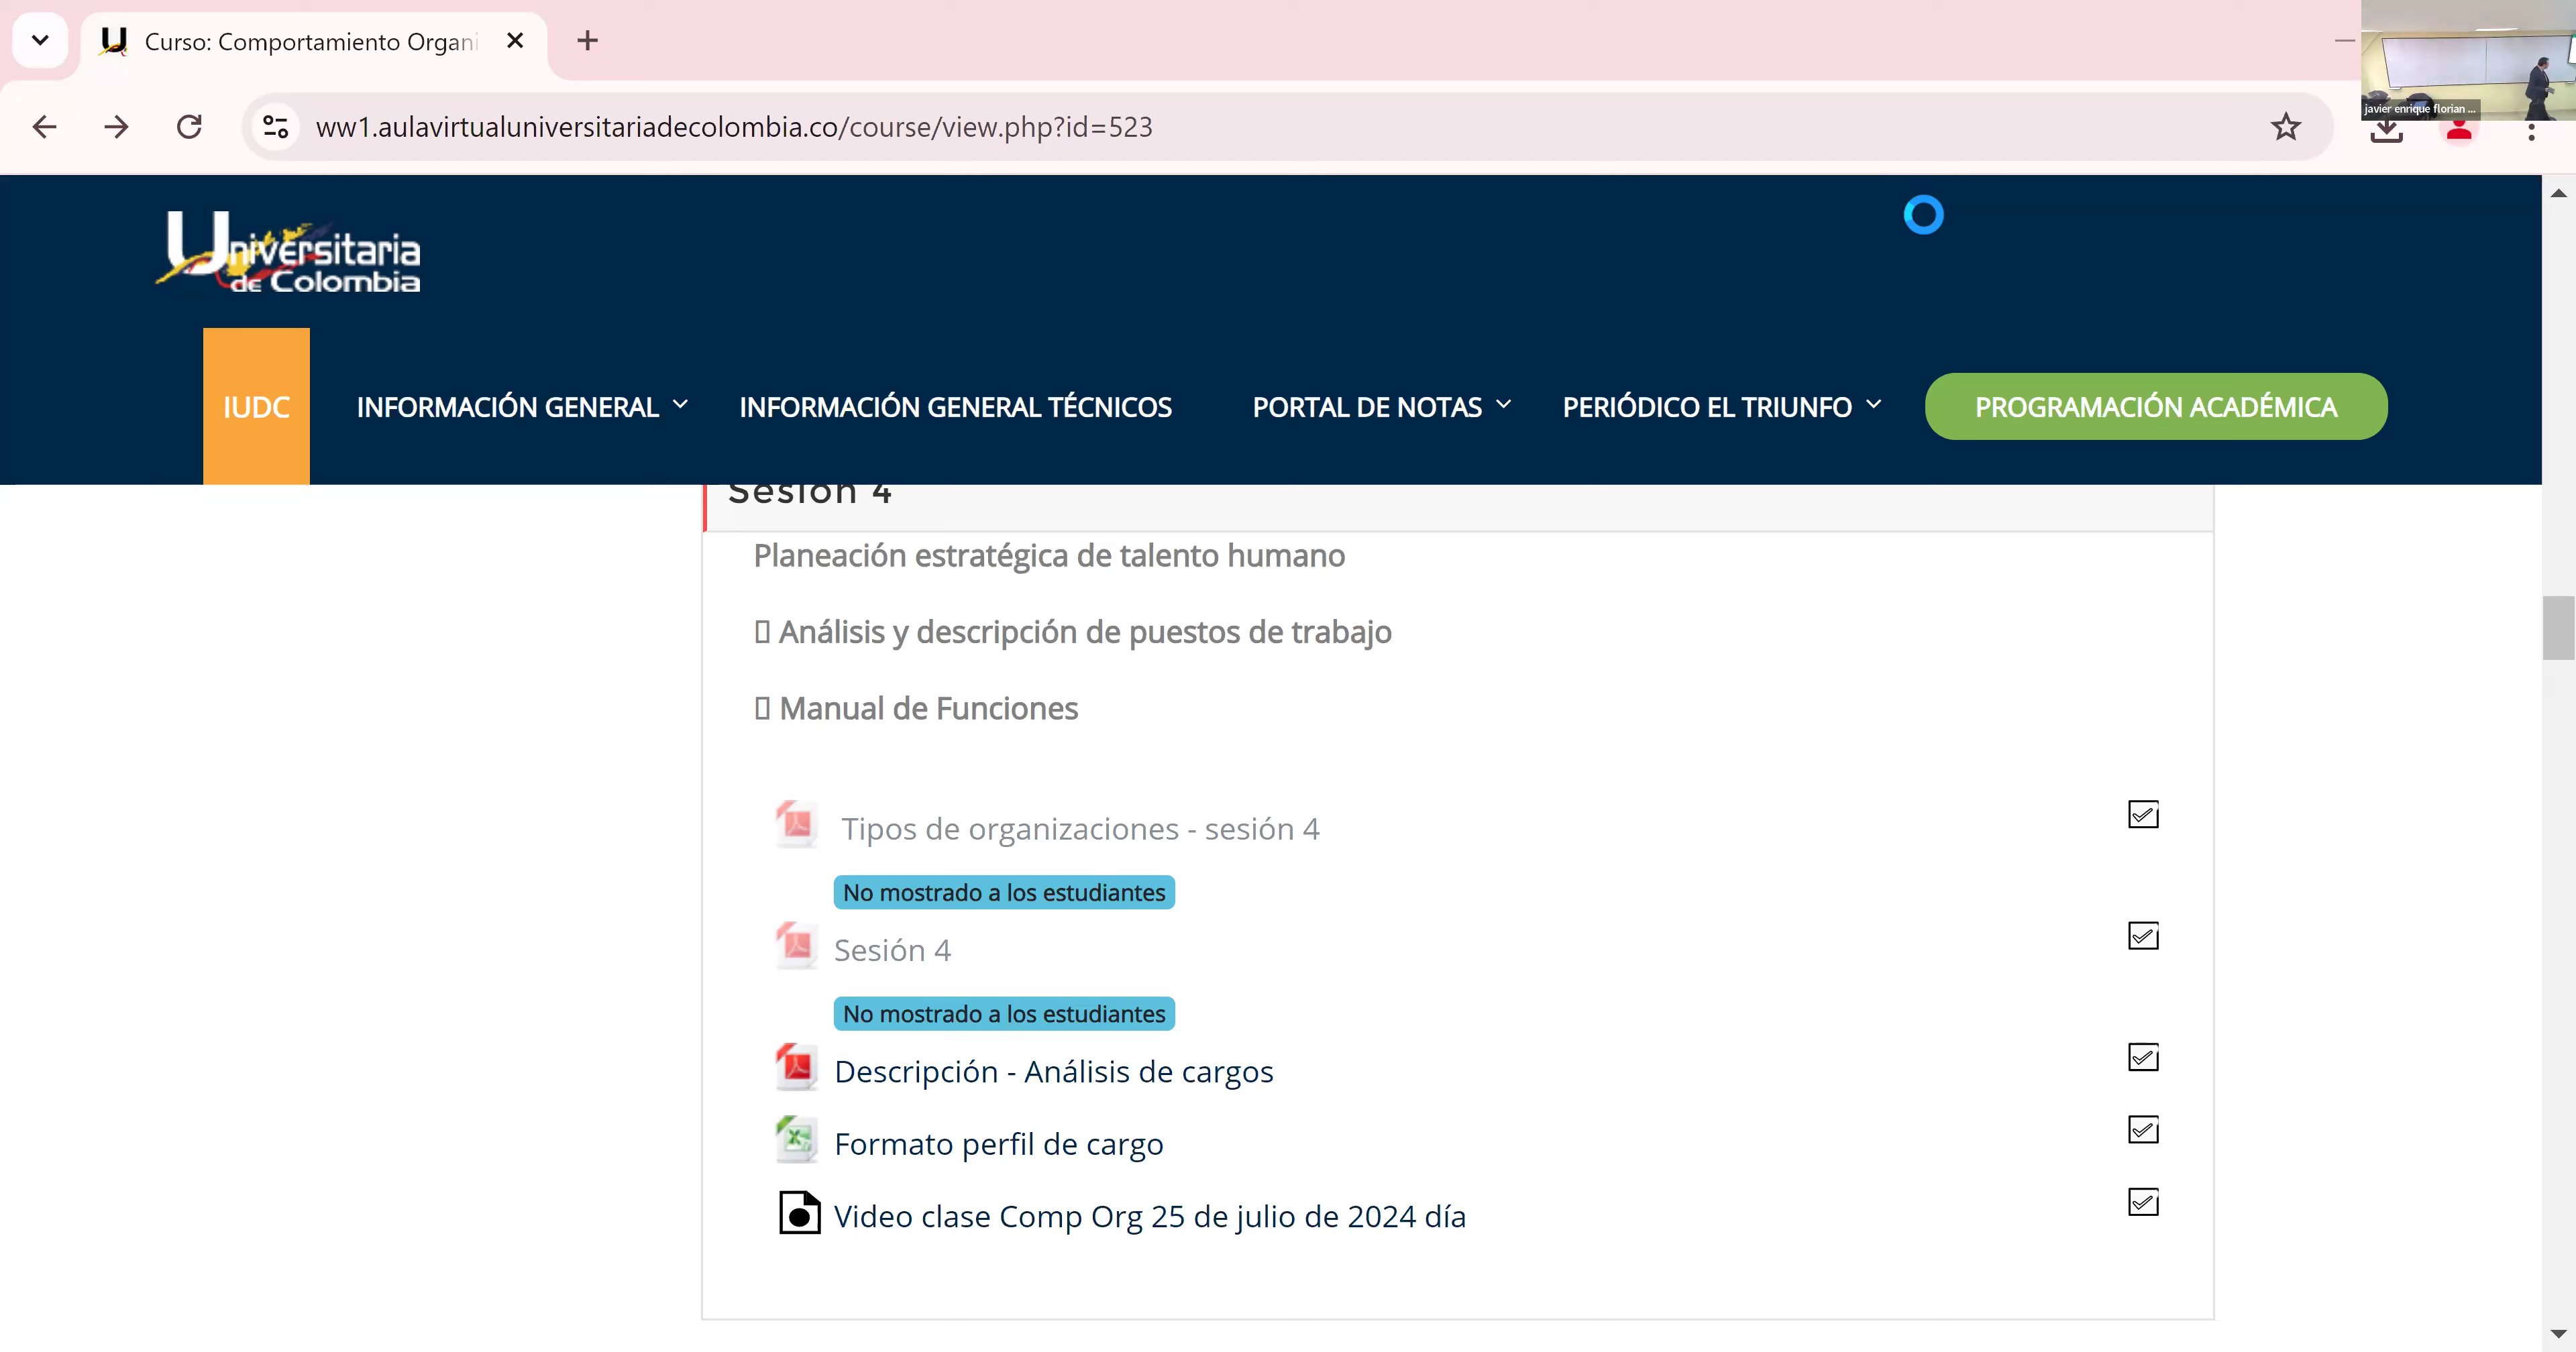 Curso: Comportamiento Organi
ww1.aulavirtualuniversitariadecolombia.co/course/view.php?id=523
javier enrique florian ...
Universitaria
de Colombia
IUDC
INFORMACIÓN GENERAL
INFORMACIÓN GENERAL TÉCNICOS
PORTAL DE NOTAS
PERIÓDICO EL TRIUNFO
PROGRAMACIÓN ACADÉMICA
Sesión 4
Planeación estratégica de talento humano
Análisis y descripción de puestos de trabajo
Manual de Funciones
Tipos de organizaciones - sesión 4
No mostrado a los estudiantes
Sesión 4
No mostrado a los estudiantes
Descripción - Análisis de cargos
Formato perfil de cargo
Video clase Comp Org 25 de julio de 2024 día